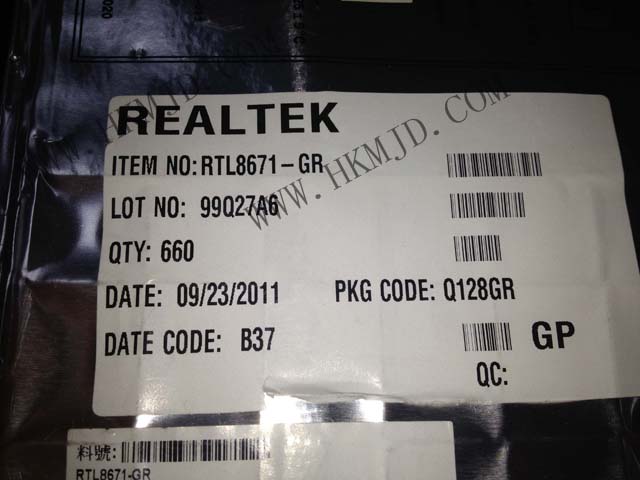 REALTEK
ITEM NO:RTL8671-GR
LOT NO: 99Q27A6
QTY: 660
DATE: 09/23/2011 PKG CODE: Q128GR
DATE CODE: B37
GP
QC:
WWW.HKMJD.COM
料號:
RTL8671-GR